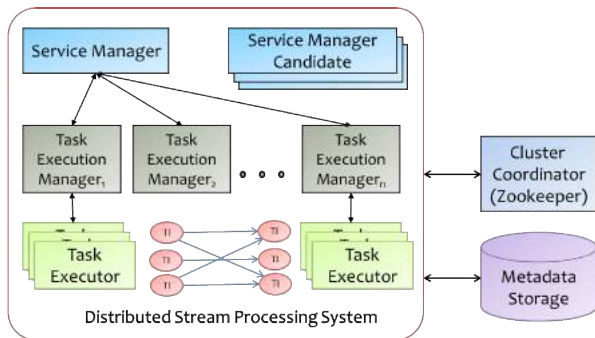 Service Manager
Service Manager
Candidate
Task
Execution
Manager₁
Task
Execution
Manager₂
Task
Execution
Managerₙ
Cluster
Coordinator
(Zookeeper)
Task
Executor
TI
TI
TI
TI
TI
TI
Task
Executor
Metadata
Storage
Distributed Stream Processing System